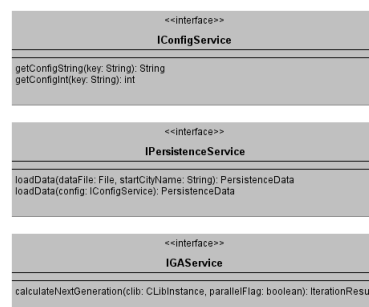 <<interface>>
IConfigService
getConfigString(key: String): String
getConfigInt(key: String): int
<<interface>>
IPersistenceService
loadData(dataFile: File, startCityName: String): PersistenceData
loadData(config: IConfigService): PersistenceData
<<interface>>
IGAService
calculateNextGeneration(clib: CLibInstance, parallelFlag: boolean): IterationResu